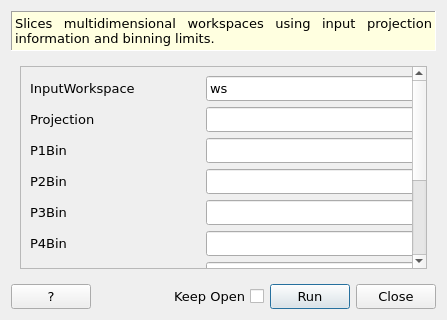 Slices multidimensional workspaces using input projection
information and binning limits.
InputWorkspace ws
Projection
P1Bin
P2Bin
P3Bin
P4Bin
? Keep Open Run Close